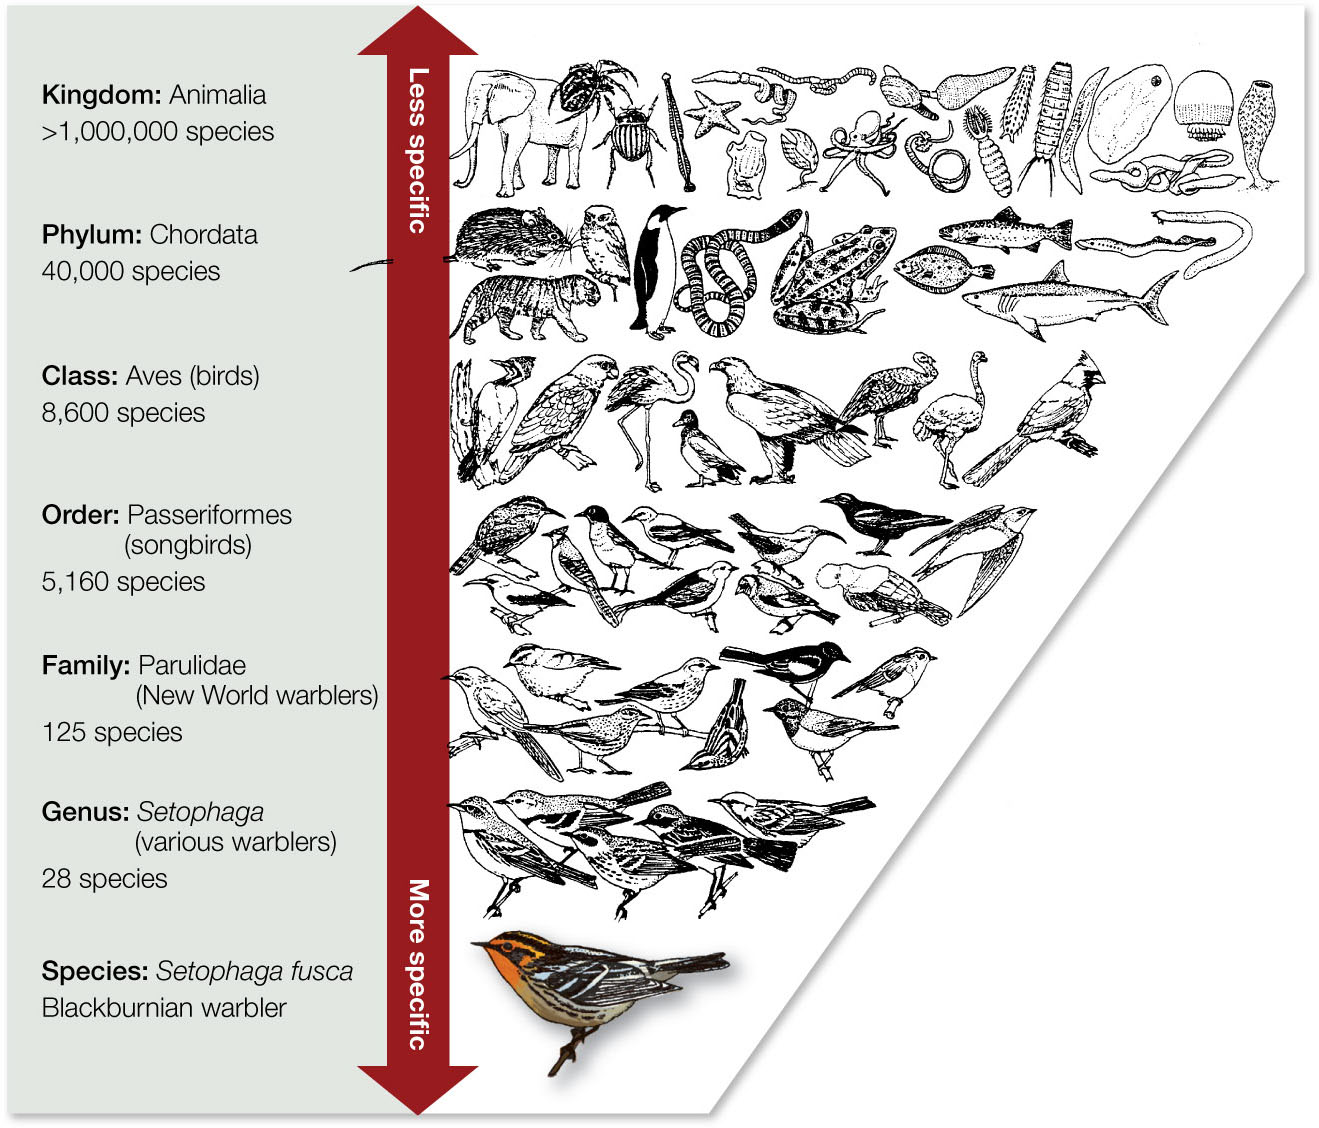 Kingdom: Animalia
>1,000,000 species
Phylum: Chordata
40,000 species
Class: Aves (birds)
8,600 species
Order: Passeriformes
(songbirds)
5,160 species
Family: Parulidae
(New World warblers)
125 species
Genus: Setophaga
(various warblers)
28 species
Species: Setophaga fusca
Blackburnian warbler
Less specific
More specific